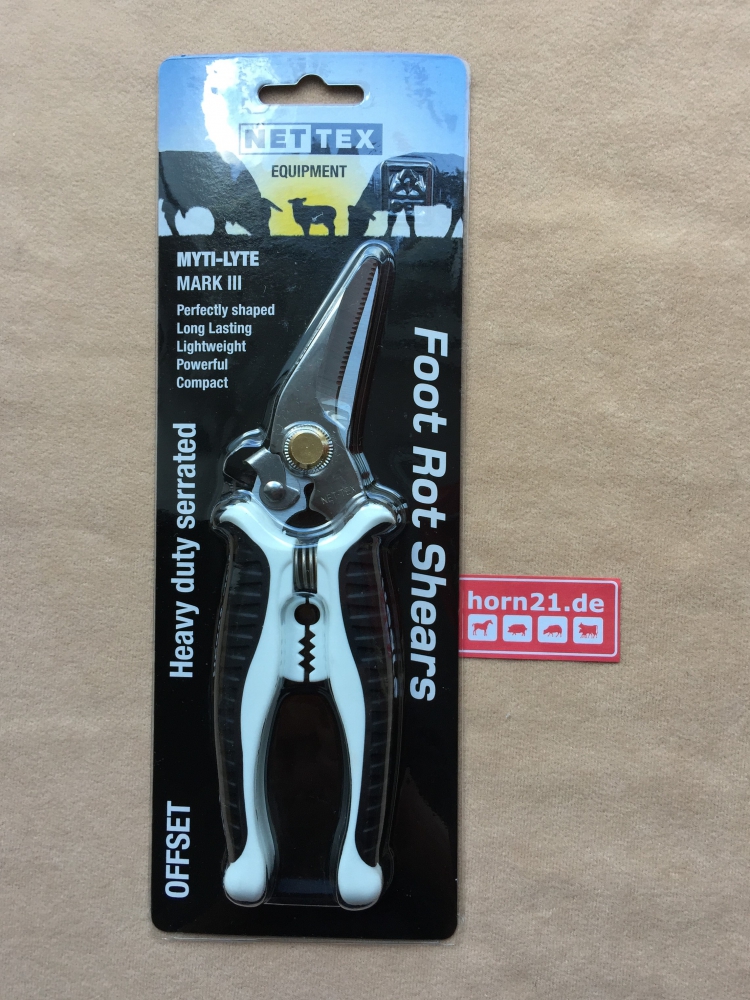 NETTEX
EQUIPMENT
MYTI-LYTE
MARK III
Perfectly shaped
Long Lasting
Lightweight
Powerful
Compact
Foot Rot Shears
Heavy duty serrated
OFFSET
NETTEX
horn21.de